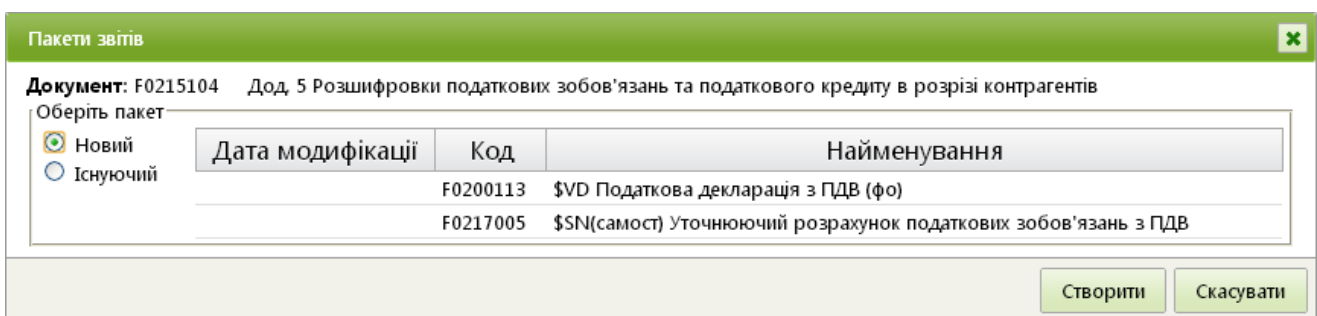 Пакети звітів
Документ: F0215104 Дод. 5 Розшифровки податкових зобов'язань та податкового кредиту в розрізі контрагентів
Оберіть пакет
Новий
Існуючий
Дата модифікації Код Найменування
F0200113 $VD Податкова декларація з ПДВ (фо)
F0217005 $SN(самост) Уточнюючий розрахунок податкових зобов'язань з ПДВ
Створити Скасувати